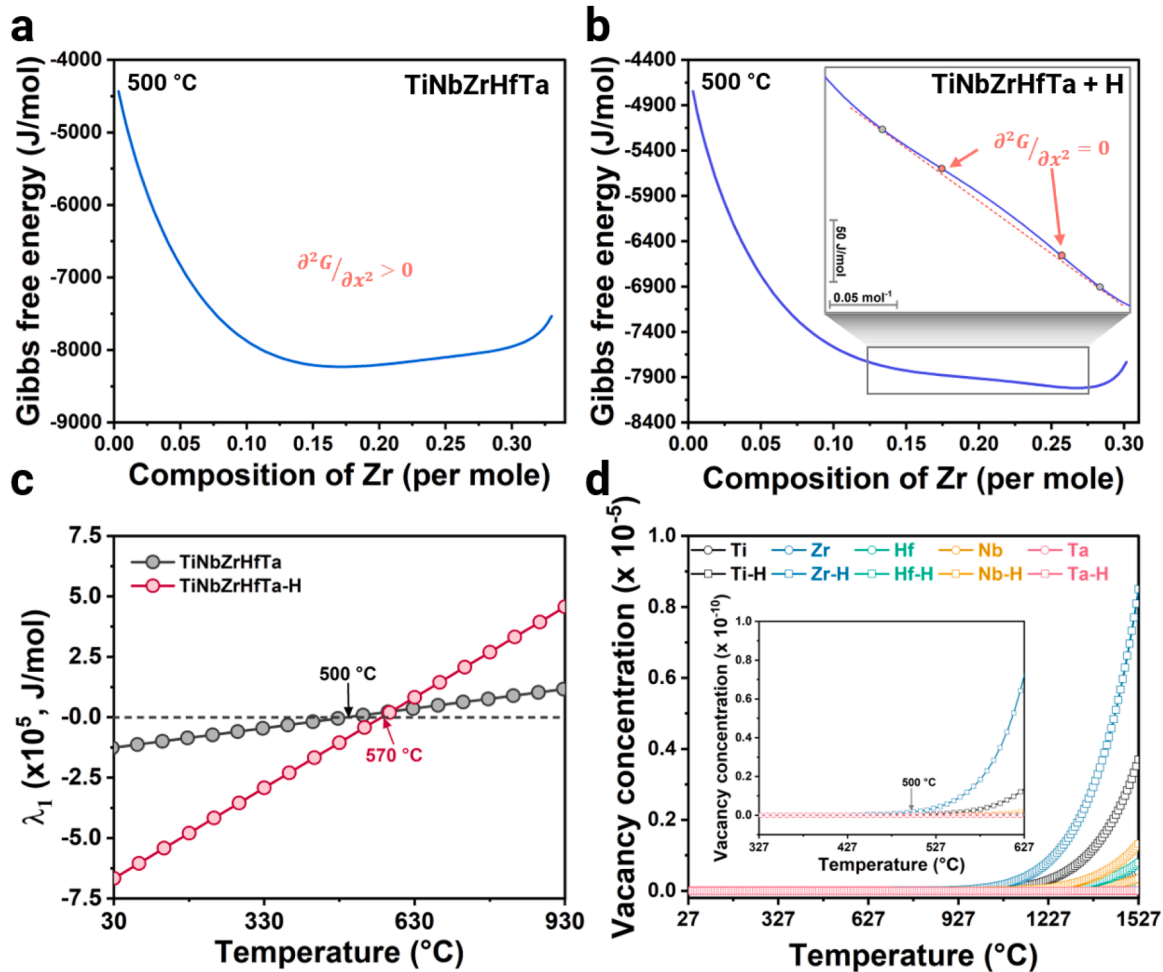 a
500 °C
TiNbZrHfTa
∂²G/∂x² > 0
Gibbs free energy (J/mol)
-4000
-5000
-6000
-7000
-8000
-9000
0.00 0.05 0.10 0.15 0.20 0.25 0.30
Composition of Zr (per mole)
b
500 °C
TiNbZrHfTa + H
∂²G/∂x² = 0
50 J/mol
0.05 mol⁻¹
Gibbs free energy (J/mol)
-4400
-4900
-5400
-5900
-6400
-6900
-7400
-7900
-8400
0.00 0.05 0.10 0.15 0.20 0.25 0.30
Composition of Zr (per mole)
c
TiNbZrHfTa
TiNbZrHfTa-H
500 °C
570 °C
λ₁ (x10⁵, J/mol)
7.5
5.0
2.5
-0.0
-2.5
-5.0
-7.5
30 330 630 930
Temperature (°C)
d
Ti Zr Hf Nb Ta
Ti-H Zr-H Hf-H Nb-H Ta-H
Vacancy concentration (x 10⁻⁵)
1.0
0.8
0.6
0.4
0.2
0.0
27 327 627 927 1227 1527
Temperature (°C)
Vacancy concentration (x 10⁻¹⁰)
1.0
0.8
0.6
0.4
0.2
0.0
500 °C
327 427 527 627
Temperature (°C)